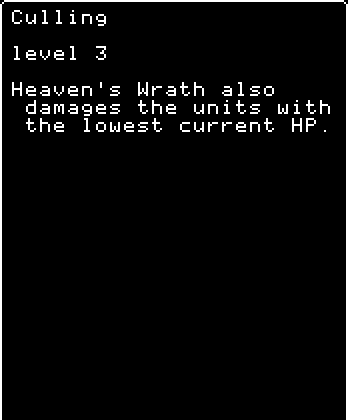 Culling
level 3
Heaven's Wrath also
damages the units with
the lowest current HP.